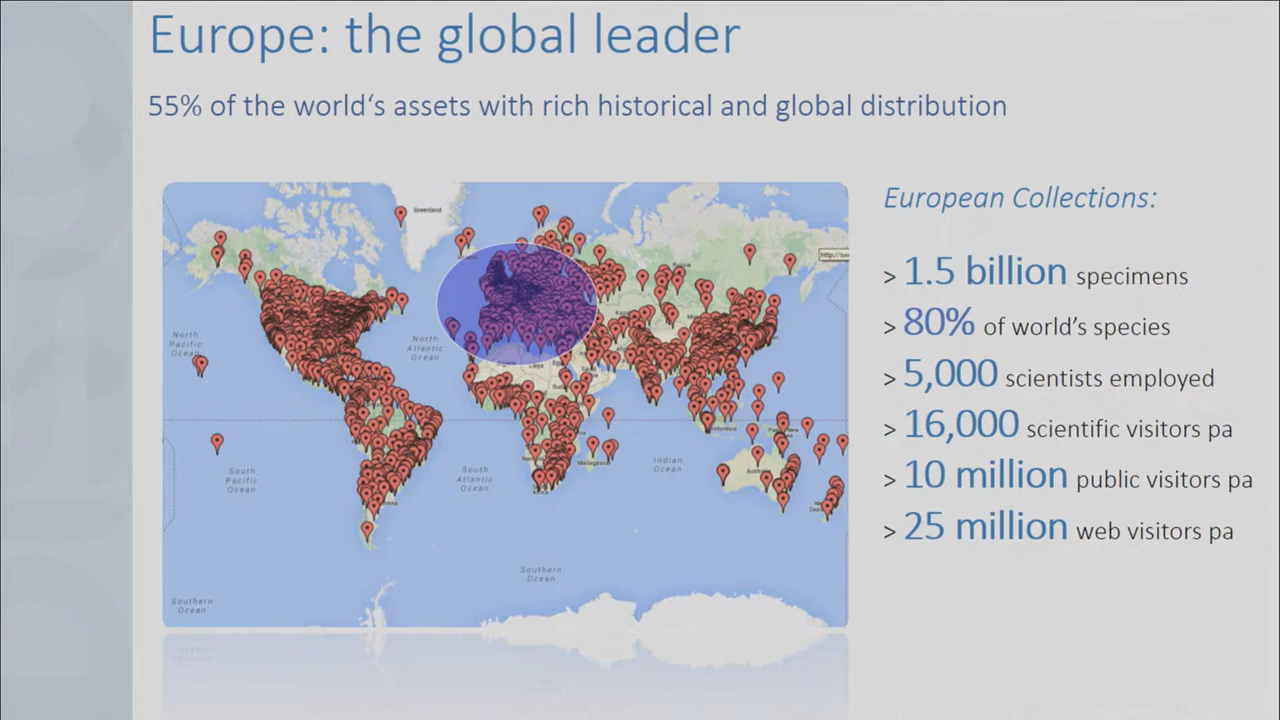 Europe: the global leader
55% of the world‘s assets with rich historical and global distribution
European Collections:
> 1.5 billion specimens
> 80% of world’s species
> 5,000 scientists employed
> 16,000 scientific visitors pa
> 10 million public visitors pa
> 25 million web visitors pa
Greenland
North
Pacific
Ocean
North
Atlantic
Ocean
South
Pacific
Ocean
South
Atlantic
Ocean
Indian
Ocean
Madagascar
Southern
Ocean
Southern
Ocean